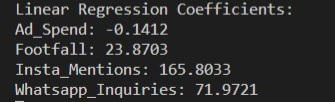 Linear Regression Coefficients:
Ad_Spend: -0.1412
Footfall: 23.8703
Insta_Mentions: 165.8033
Whatsapp_Inquiries: 71.9721